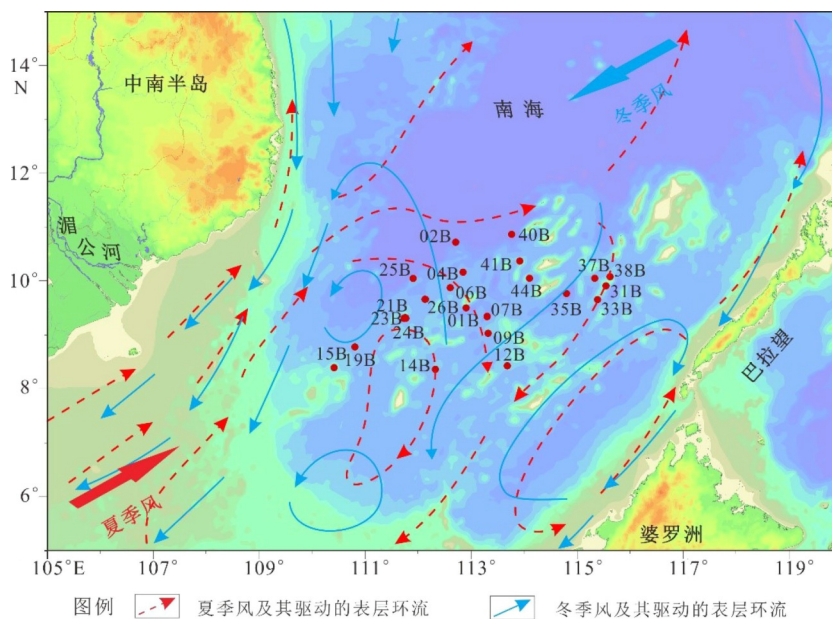 14°
N
12°
10°
8°
6°
中南半岛
南 海
冬季风
湄
公河
02B
40B
25B
04B
41B
37B
38B
06B
44B
31B
21B
26B
01B
07B
35B
33B
23B
24B
09B
15B
19B
14B
12B
巴拉望
夏季风
婆罗洲
105°E
107°
109°
111°
113°
115°
117°
119°
图例
夏季风及其驱动的表层环流
冬季风及其驱动的表层环流